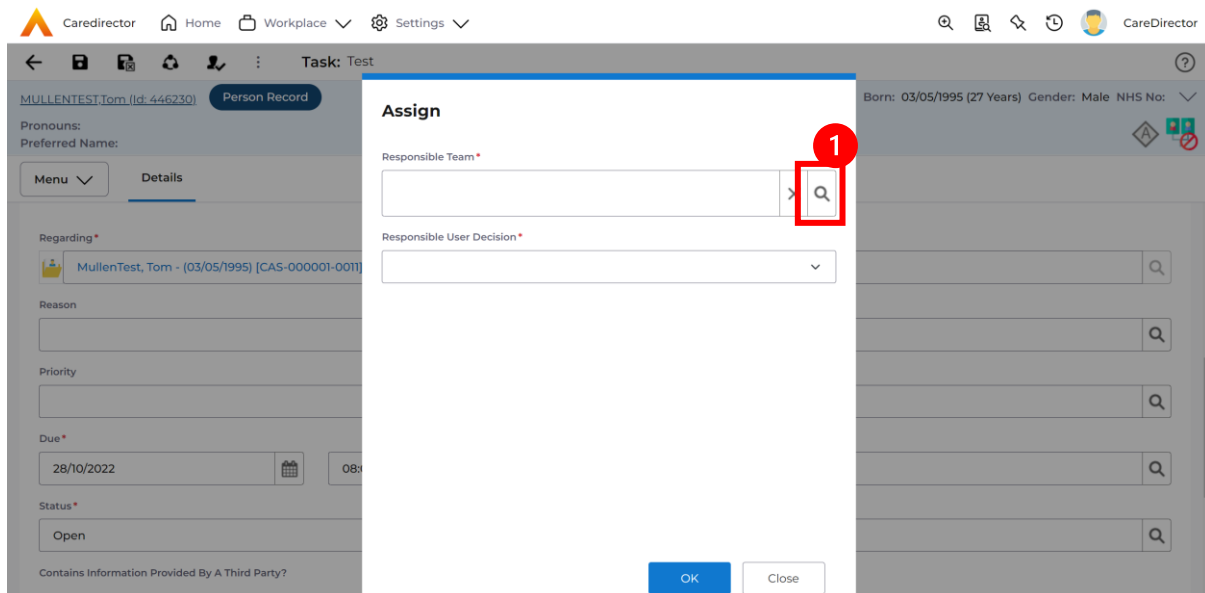 Caredirector Home Workplace Settings CareDirector
Task: Test
MULLENTEST,Tom (Id: 446230) Person Record Born: 03/05/1995 (27 Years) Gender: Male NHS No:
Pronouns:
Preferred Name:
Menu Details
Assign
1
Responsible Team*
Responsible User Decision*
OK Close
Regarding*
MullenTest, Tom - (03/05/1995) [CAS-000001-0011]
Reason
Priority
Due*
28/10/2022
Status*
Open
Contains Information Provided By A Third Party?